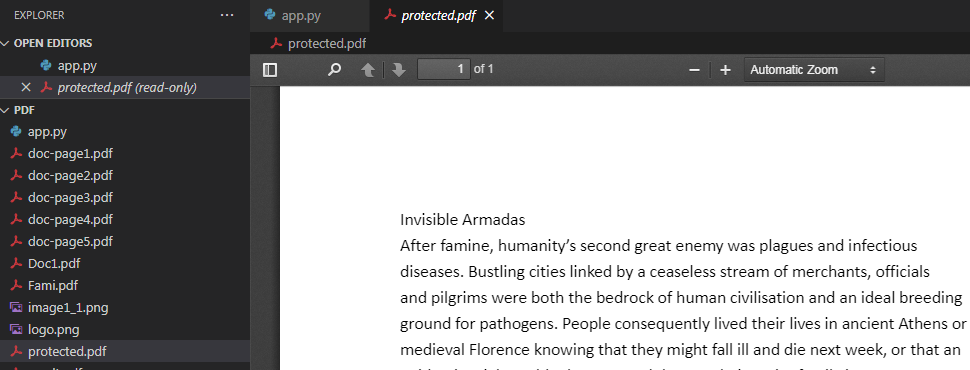 EXPLORER
OPEN EDITORS
app.py
protected.pdf (read-only)
PDF
app.py
doc-page1.pdf
doc-page2.pdf
doc-page3.pdf
doc-page4.pdf
doc-page5.pdf
Doc1.pdf
Fami.pdf
image1_1.png
logo.png
protected.pdf
app.py
protected.pdf
protected.pdf
1 of 1
Automatic Zoom
Invisible Armadas
After famine, humanity’s second great enemy was plagues and infectious
diseases. Bustling cities linked by a ceaseless stream of merchants, officials
and pilgrims were both the bedrock of human civilisation and an ideal breeding
ground for pathogens. People consequently lived their lives in ancient Athens or
medieval Florence knowing that they might fall ill and die next week, or that an